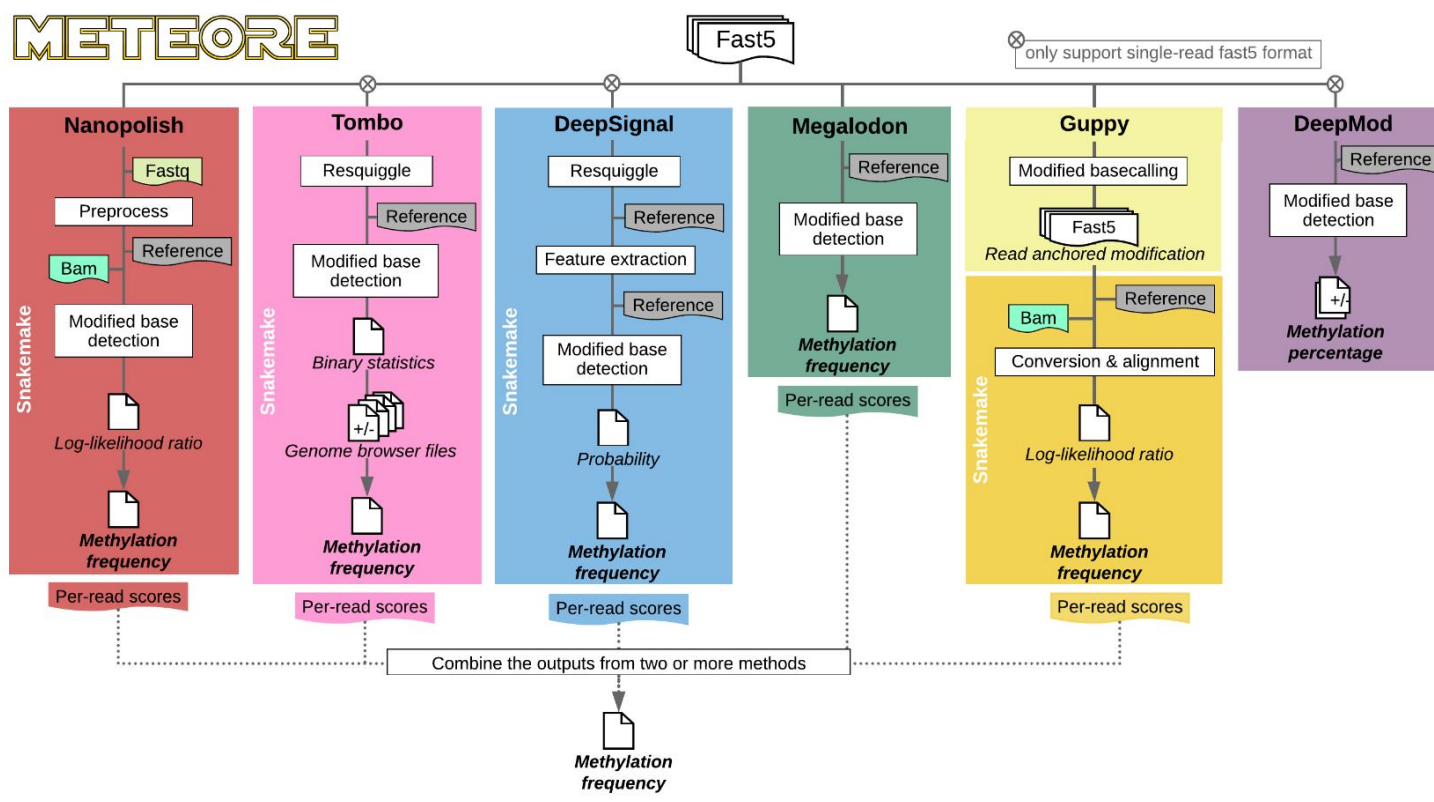 METEORE
Fast5
only support single-read fast5 format
Nanopolish
Fastq
Preprocess
Reference
Bam
Modified base
detection
Log-likelihood ratio
Methylation
frequency
Snakemake
Per-read scores
Tombo
Resquiggle
Reference
Modified base
detection
Binary statistics
+/-
Genome browser files
Methylation
frequency
Snakemake
Per-read scores
DeepSignal
Resquiggle
Reference
Feature extraction
Reference
Modified base
detection
Probability
Methylation
frequency
Snakemake
Per-read scores
Megalodon
Reference
Modified base
detection
Methylation
frequency
Per-read scores
Guppy
Modified basecalling
Fast5
Read anchored modification
Reference
Bam
Conversion & alignment
Log-likelihood ratio
Methylation
frequency
Snakemake
Per-read scores
DeepMod
Reference
Modified base
detection
+/-
Methylation
percentage
Combine the outputs from two or more methods
Methylation
frequency